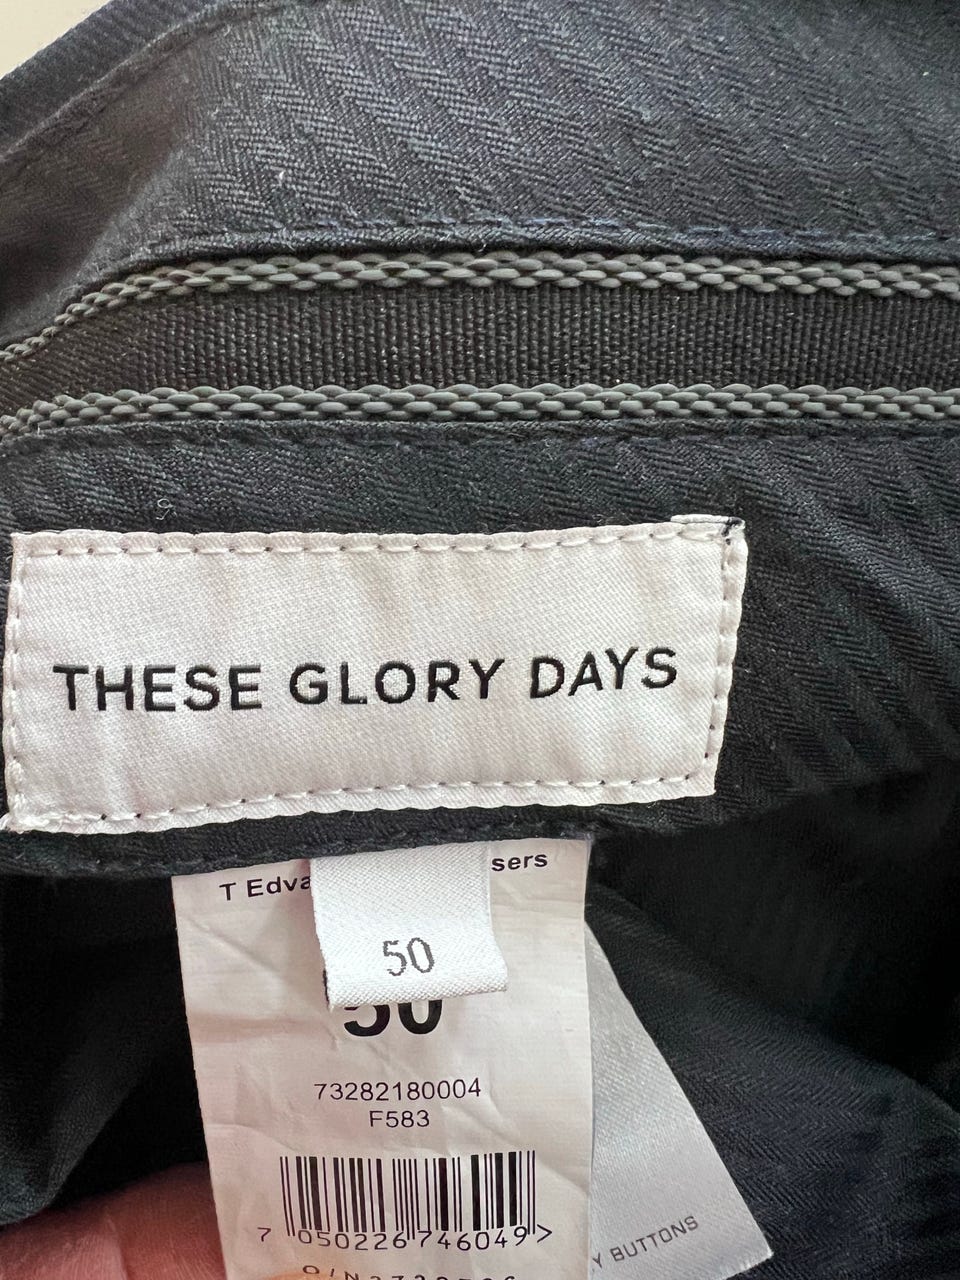 THESE GLORY DAYS
T Edva sers
50
50
73282180004
F583
7 050226 746049 >
Y BUTTONS